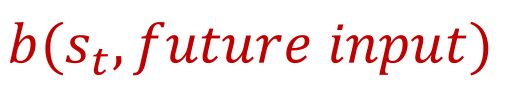 b(s_t, future input)